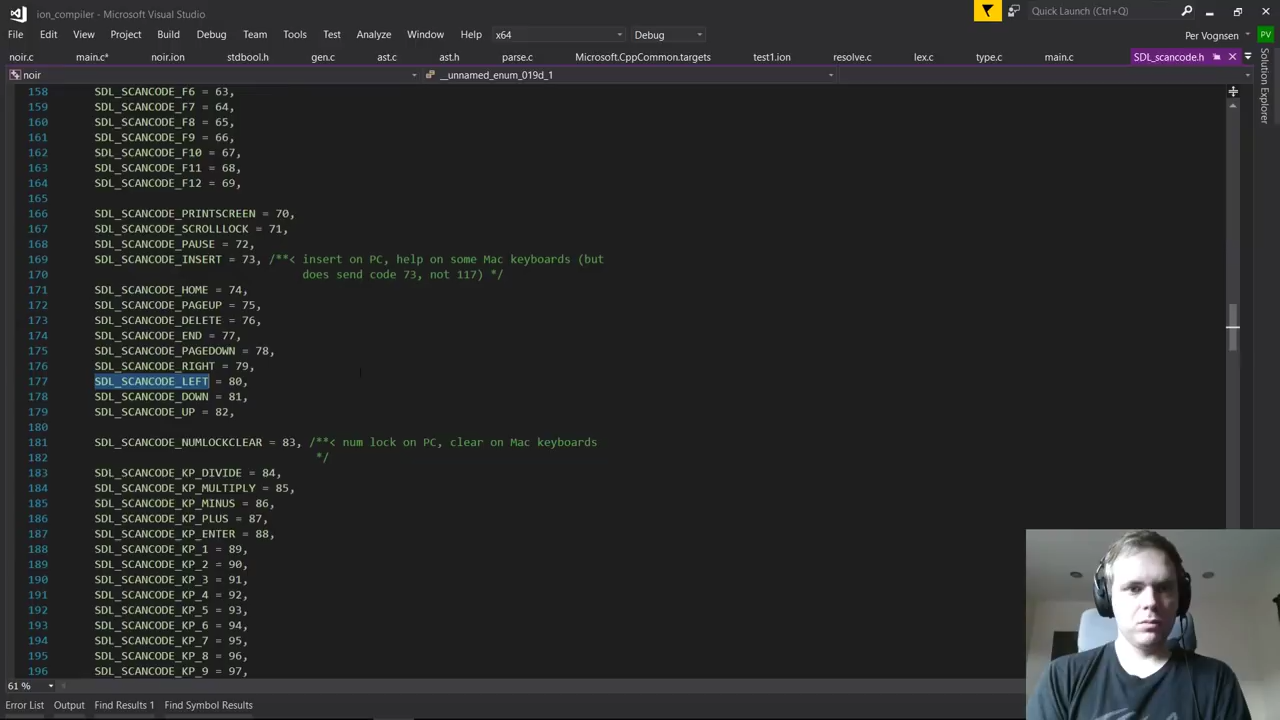 ion_compiler - Microsoft Visual Studio
Quick Launch (Ctrl+Q)
File Edit View Project Build Debug Team Tools Test Analyze Window Help x64 Debug Per Vognsen PV
noir.c main.c* noir.ion stdbool.h gen.c ast.c ast.h parse.c Microsoft.CppCommon.targets test1.ion resolve.c lex.c type.c main.c SDL_scancode.h
noir __unnamed_enum_019d_1
Solution Explorer
158 SDL_SCANCODE_F6 = 63,
159 SDL_SCANCODE_F7 = 64,
160 SDL_SCANCODE_F8 = 65,
161 SDL_SCANCODE_F9 = 66,
162 SDL_SCANCODE_F10 = 67,
163 SDL_SCANCODE_F11 = 68,
164 SDL_SCANCODE_F12 = 69,
165
166 SDL_SCANCODE_PRINTSCREEN = 70,
167 SDL_SCANCODE_SCROLLLOCK = 71,
168 SDL_SCANCODE_PAUSE = 72,
169 SDL_SCANCODE_INSERT = 73, /**< insert on PC, help on some Mac keyboards (but
170 does send code 73, not 117) */
171 SDL_SCANCODE_HOME = 74,
172 SDL_SCANCODE_PAGEUP = 75,
173 SDL_SCANCODE_DELETE = 76,
174 SDL_SCANCODE_END = 77,
175 SDL_SCANCODE_PAGEDOWN = 78,
176 SDL_SCANCODE_RIGHT = 79,
177 SDL_SCANCODE_LEFT = 80,
178 SDL_SCANCODE_DOWN = 81,
179 SDL_SCANCODE_UP = 82,
180
181 SDL_SCANCODE_NUMLOCKCLEAR = 83, /**< num lock on PC, clear on Mac keyboards
182 */
183 SDL_SCANCODE_KP_DIVIDE = 84,
184 SDL_SCANCODE_KP_MULTIPLY = 85,
185 SDL_SCANCODE_KP_MINUS = 86,
186 SDL_SCANCODE_KP_PLUS = 87,
187 SDL_SCANCODE_KP_ENTER = 88,
188 SDL_SCANCODE_KP_1 = 89,
189 SDL_SCANCODE_KP_2 = 90,
190 SDL_SCANCODE_KP_3 = 91,
191 SDL_SCANCODE_KP_4 = 92,
192 SDL_SCANCODE_KP_5 = 93,
193 SDL_SCANCODE_KP_6 = 94,
194 SDL_SCANCODE_KP_7 = 95,
195 SDL_SCANCODE_KP_8 = 96,
196 SDL_SCANCODE_KP_9 = 97,
61 %
Error List Output Find Results 1 Find Symbol Results